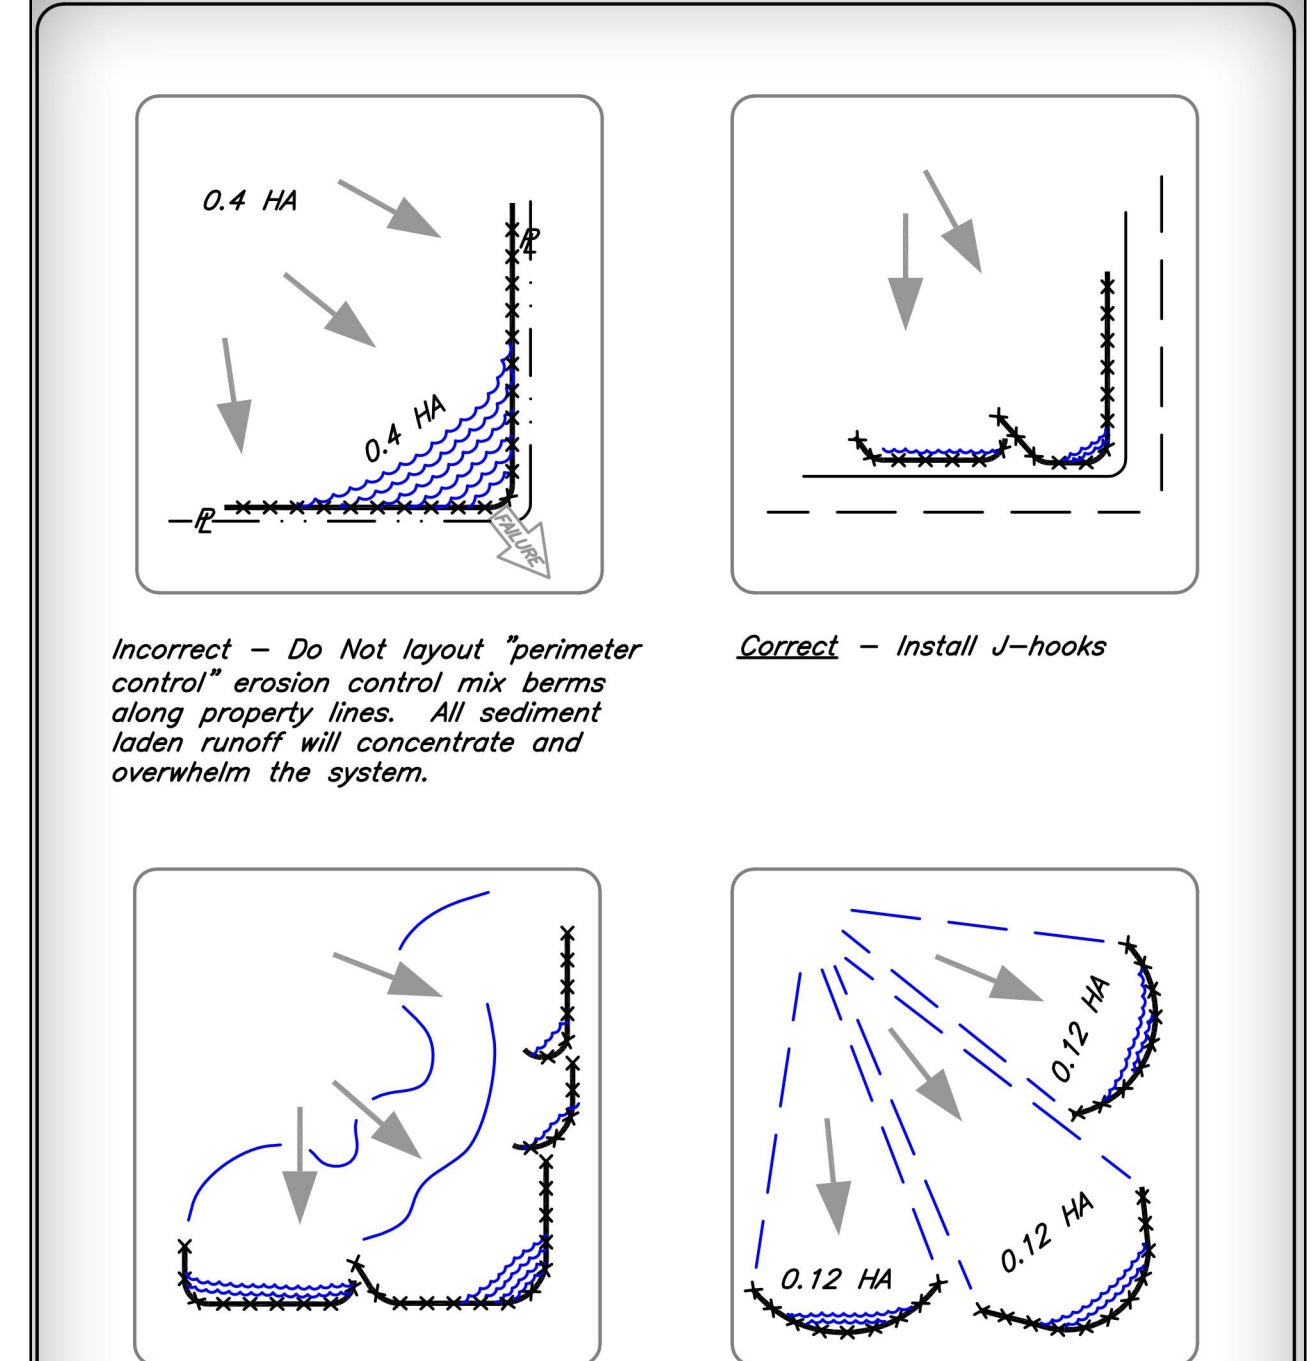 0.4 HA
PL
0.4 HA
PL
FAILURE
Incorrect – Do Not layout "perimeter
control" erosion control mix berms
along property lines. All sediment
laden runoff will concentrate and
overwhelm the system.
Correct – Install J–hooks
0.12 HA
0.12 HA
0.12 HA